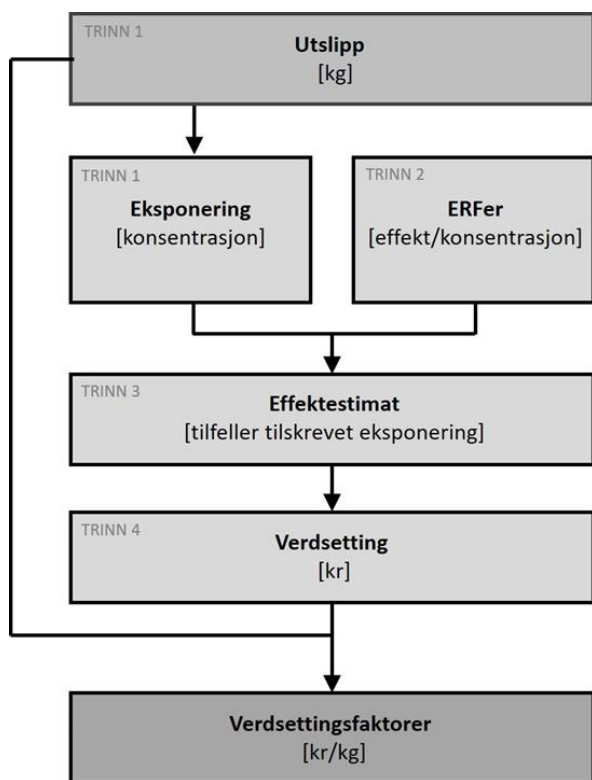 TRINN 1
Utslipp
[kg]
TRINN 1
Eksponering
[konsentrasjon]
TRINN 2
ERFer
[effekt/konsentrasjon]
TRINN 3
Effektestimat
[tilfeller tilskrevet eksponering]
TRINN 4
Verdsetting
[kr]
Verdsettingsfaktorer
[kr/kg]